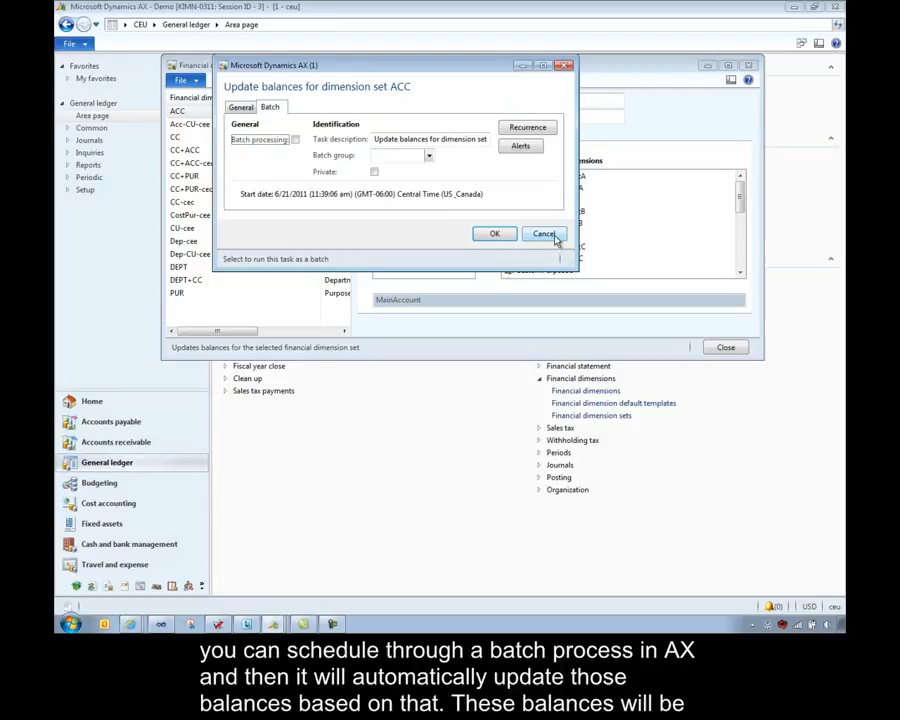 Microsoft Dynamics AX - Demo [KIMN-0311: Session ID - 3] - [1 - ceu]
CEU
General ledger
Area page
File
Favorites
My favorites
General ledger
Area page
Common
Journals
Inquiries
Reports
Periodic
Setup
Home
Accounts payable
Accounts receivable
General ledger
Budgeting
Cost accounting
Fixed assets
Cash and bank management
Travel and expense
Financial
File
Financial
ACC
Acc-CU-cee
CC
CC+ACC
CC+PUR
CC-cec
CostPur-cee
CU-cee
Dep-cee
Dep-CU-cee
DEPT
DEPT+CC
Departm
PUR
Purpose
MainAccount
Updates balances for the selected financial dimension set
Close
Microsoft Dynamics AX (1)
Update balances for dimension set ACC
General
Batch
General
Batch processing:
Identification
Task description:
Update balances for dimension set
Batch group:
Private:
Recurrence
Alerts
Start date: 6/21/2011 (11:39:06 am) (GMT-06:00) Central Time (US_Canada)
OK
Cancel
Select to run this task as a batch
Fiscal year close
Clean up
Sales tax payments
Financial statement
Financial dimensions
Financial dimensions
Financial dimension default templates
Financial dimension sets
Sales tax
Withholding tax
Periods
Journals
Posting
Organization
(0)
USD
ceu
you can schedule through a batch process in AX
and then it will automatically update those
balances based on that. These balances will be